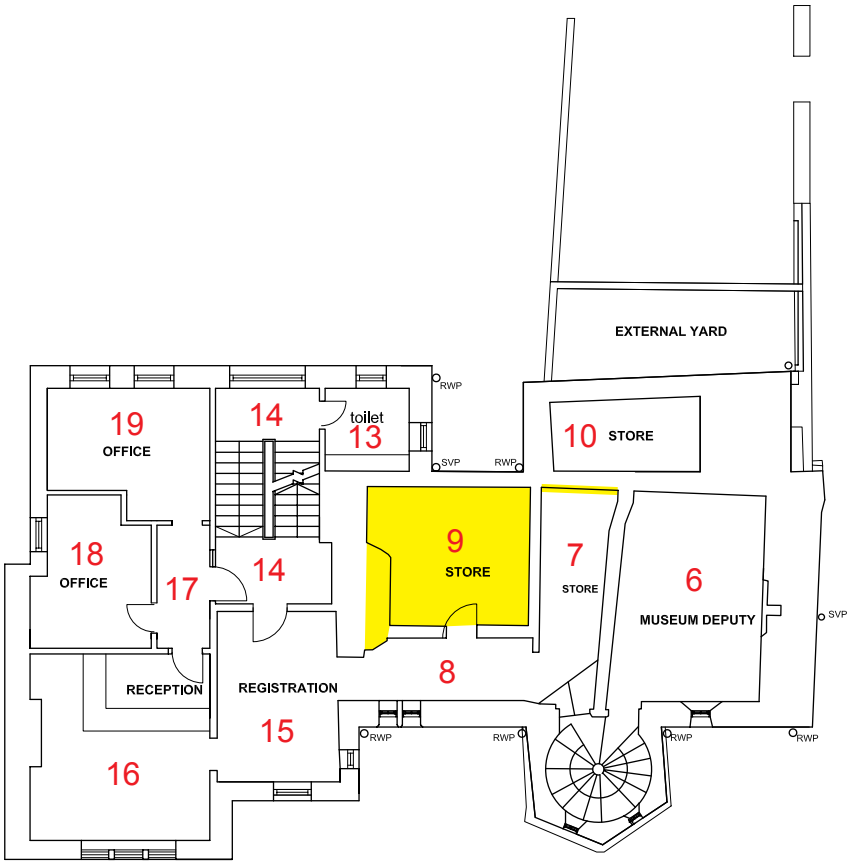 EXTERNAL YARD
RWP
14
toilet
13
19
OFFICE
10 STORE
SVP
RWP
9
STORE
7
STORE
18
OFFICE
17
14
6
MUSEUM DEPUTY
SVP
8
RECEPTION
REGISTRATION
15
16
RWP
RWP
RWP
RWP